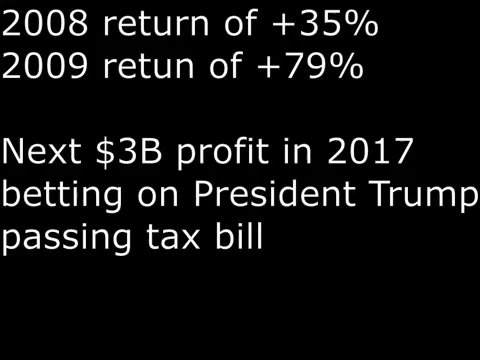 2008 return of +35%
2009 retun of +79%
Next $3B profit in 2017
betting on President Trump
passing tax bill